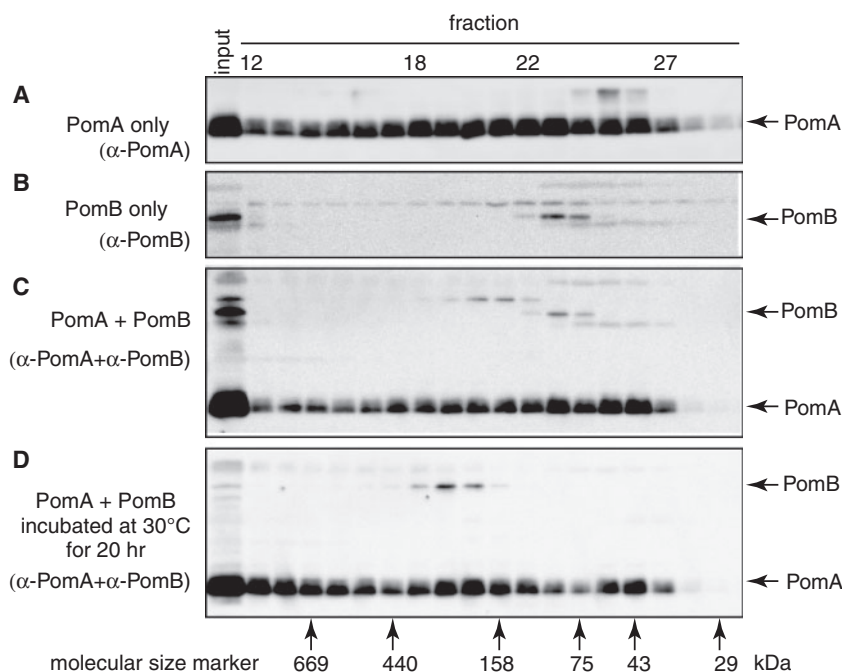 fraction
input
12 18 22 27
A
PomA only
(α-PomA)
PomA
B
PomB only
(α-PomB)
PomB
C
PomA + PomB
(α-PomA+α-PomB)
PomB
PomA
D
PomA + PomB
incubated at 30°C
for 20 hr
(α-PomA+α-PomB)
PomB
PomA
molecular size marker 669 440 158 75 43 29 kDa